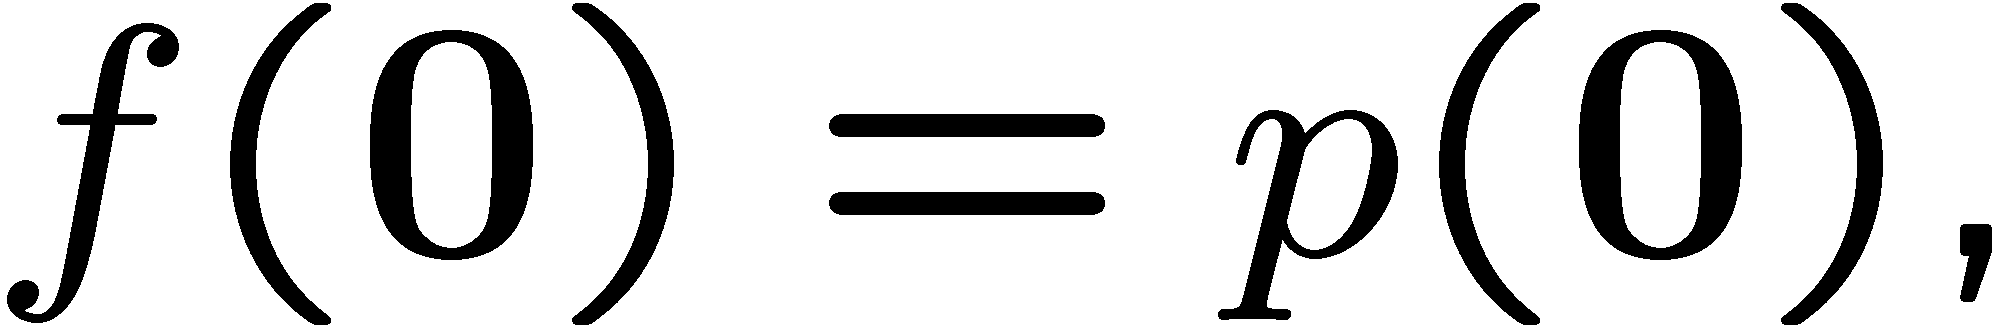 f(0) = p(0),